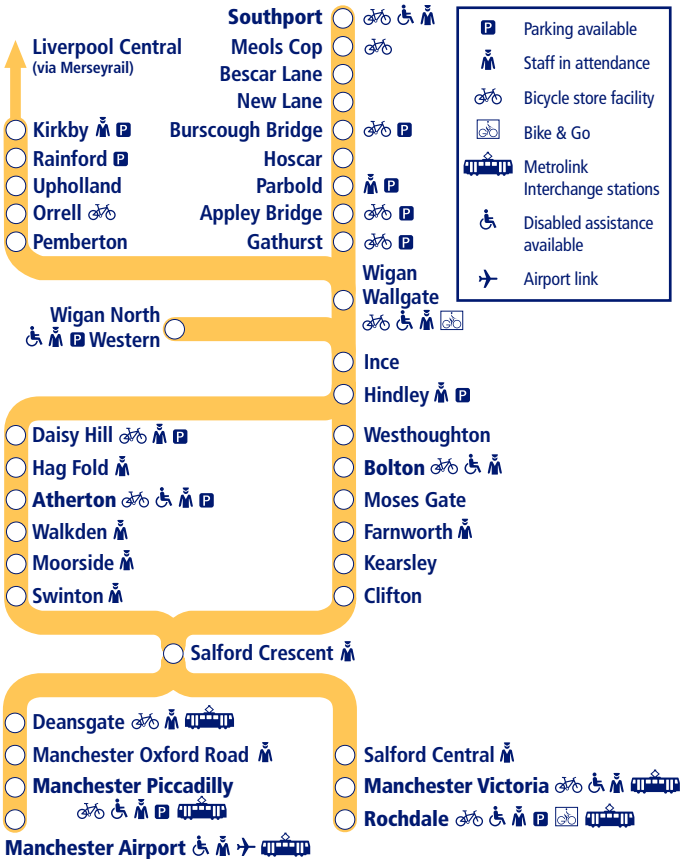 Southport
Meols Cop
Bescar Lane
New Lane
Burscough Bridge
Hoscar
Parbold
Appley Bridge
Gathurst
Liverpool Central
(via Merseyrail)
Kirkby P
Rainford P
Upholland
Orrell
Pemberton
P
P
P
P
P Parking available
Staff in attendance
Bicycle store facility
Bike & Go
Metrolink
Interchange stations
Disabled assistance
available
Airport link
Wigan
Wallgate
Wigan North
P Western
Ince
Hindley P
Daisy Hill P
Hag Fold
Atherton P
Walkden
Moorside
Swinton
Westhoughton
Bolton
Moses Gate
Farnworth
Kearsley
Clifton
Salford Crescent
Deansgate
Manchester Oxford Road
Manchester Piccadilly
P
Manchester Airport
Salford Central
Manchester Victoria
Rochdale P